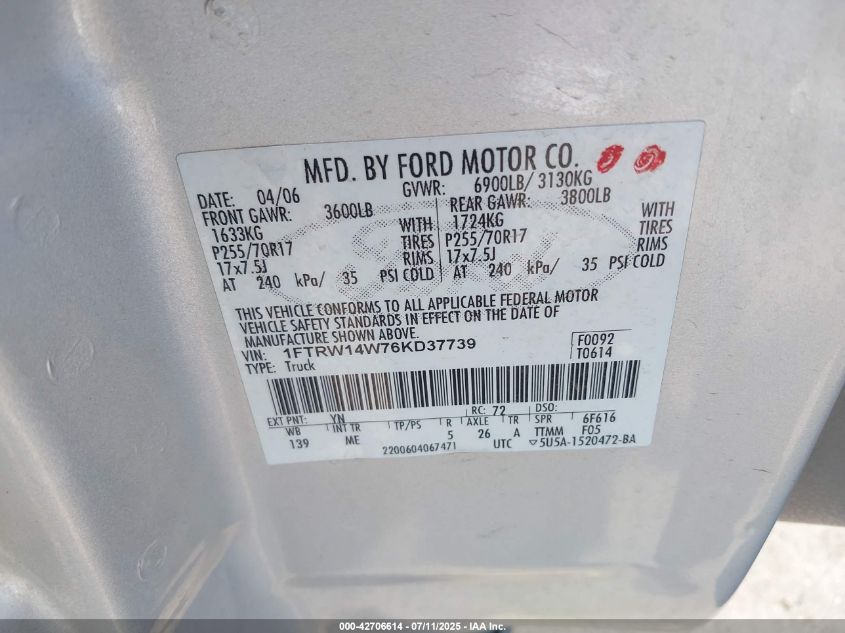 MFD. BY FORD MOTOR CO.
DATE: 04/06 GVWR: 6900LB/ 3130KG
FRONT GAWR: 3600LB REAR GAWR: 3800LB
1633KG WITH 1724KG WITH
P255/70R17 TIRES P255/70R17 TIRES
17x7.5J RIMS 17x7.5J RIMS
AT 240 kPa/ 35 PSI COLD AT 240 kPa/ 35 PSI COLD
THIS VEHICLE CONFORMS TO ALL APPLICABLE FEDERAL MOTOR
VEHICLE SAFETY STANDARDS IN EFFECT ON THE DATE OF
MANUFACTURE SHOWN ABOVE.
VIN: 1FTRW14W76KD37739 F0092
TYPE: Truck T0614
EXT PNT: YN RC: 72 DSO:
WB INT TR TP/PS R AXLE TR SPR 6F616
139 ME 5 26 A TTMM F05
2200604067471 UTC ▽5U5A-1520472-BA
000-42706614 - 07/11/2025 - IAA Inc.